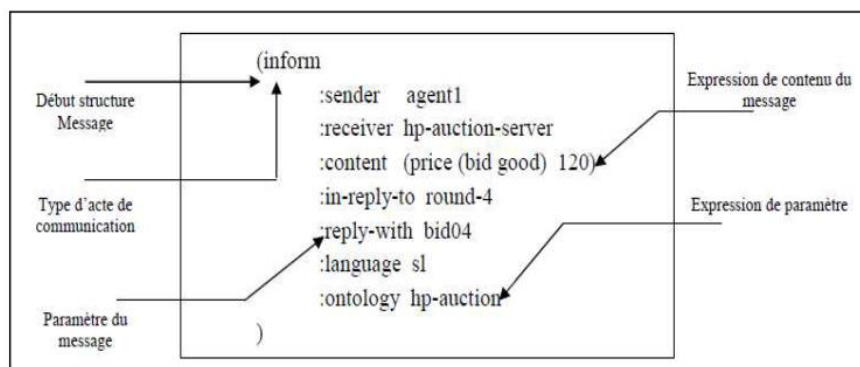 (inform
:sender agent1
:receiver hp-auction-server
:content (price (bid good) 120)
:in-reply-to round-4
:reply-with bid04
:language sl
:ontology hp-auction
)
Début structure
Message
Type d'acte de
communication
Paramètre du
message
Expression de contenu du
message
Expression de paramètre